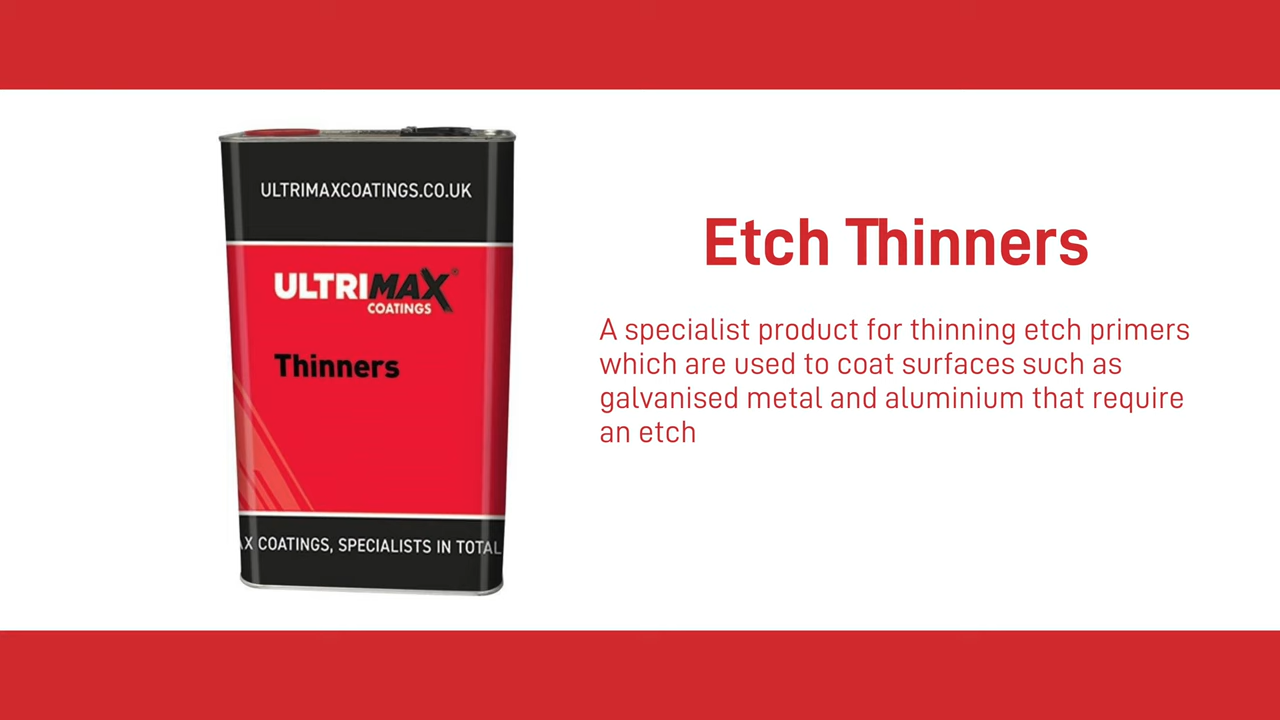 ULTRIMAXCOATINGS.CO.UK
ULTRIMAX®
COATINGS
Thinners
X COATINGS, SPECIALISTS IN TOTAL
Etch Thinners
A specialist product for thinning etch primers
which are used to coat surfaces such as
galvanised metal and aluminium that require
an etch